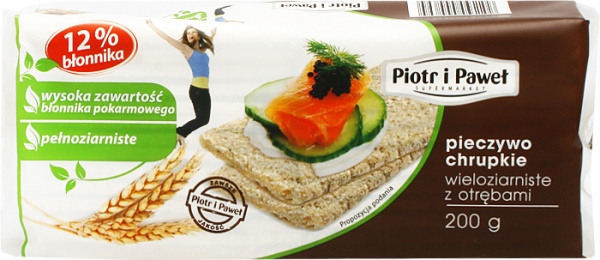 12%
błonnika
wysoka zawartość
błonnika pokarmowego
pełnoziarniste
ZAWSZE
Piotr i Paweł
JAKOŚĆ
Propozycja podania
Piotr i Paweł
SUPERMARKET
pieczywo
chrupkie
wieloziarniste
z otrębami
200 g